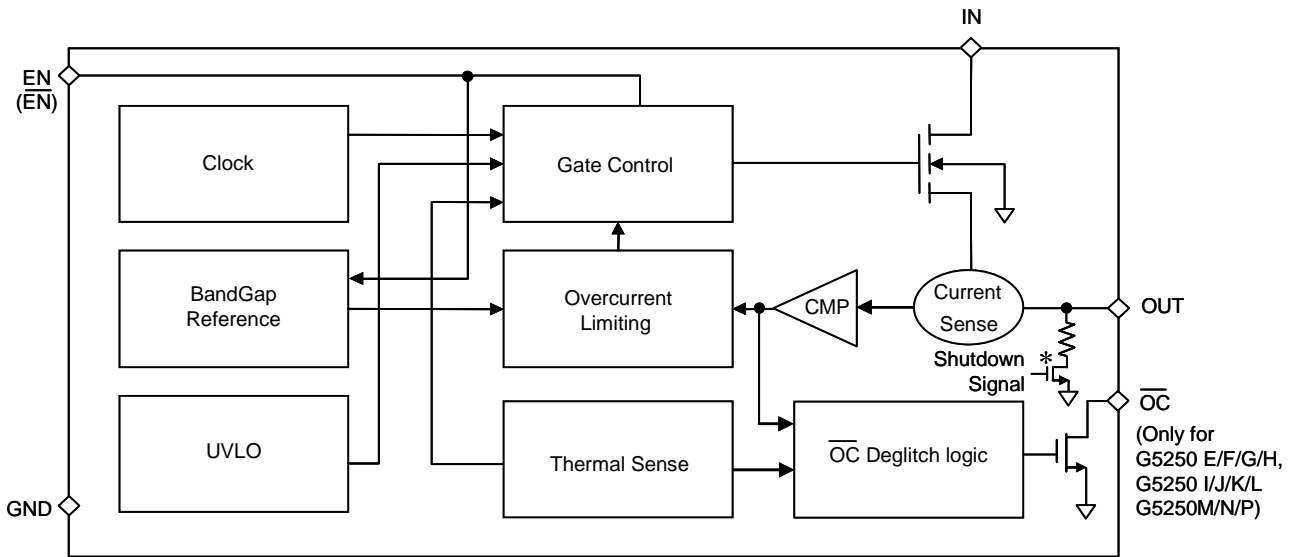 IN
EN
(EN)
Clock
Gate Control
BandGap
Reference
Overcurrent
Limiting
CMP
Current
Sense
OUT
Shutdown *
Signal
OC
UVLO
Thermal Sense
OC Deglitch logic
(Only for
G5250 E/F/G/H,
G5250 I/J/K/L
G5250M/N/P)
GND